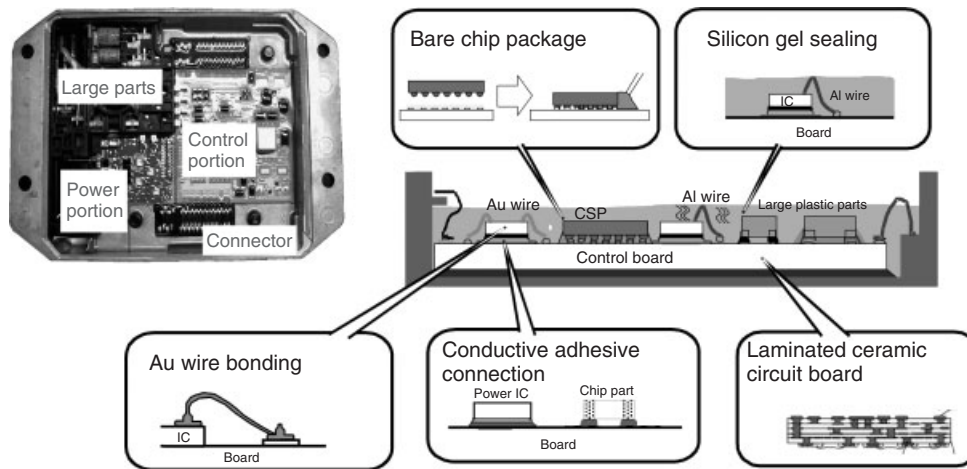 Large parts
Control
portion
Power
portion
Connector
Bare chip package
Silicon gel sealing
IC
Al wire
Board
Au wire
CSP
Al wire
Large plastic parts
Control board
Au wire bonding
IC
Board
Conductive adhesive
connection
Power IC
Chip part
Board
Laminated ceramic
circuit board